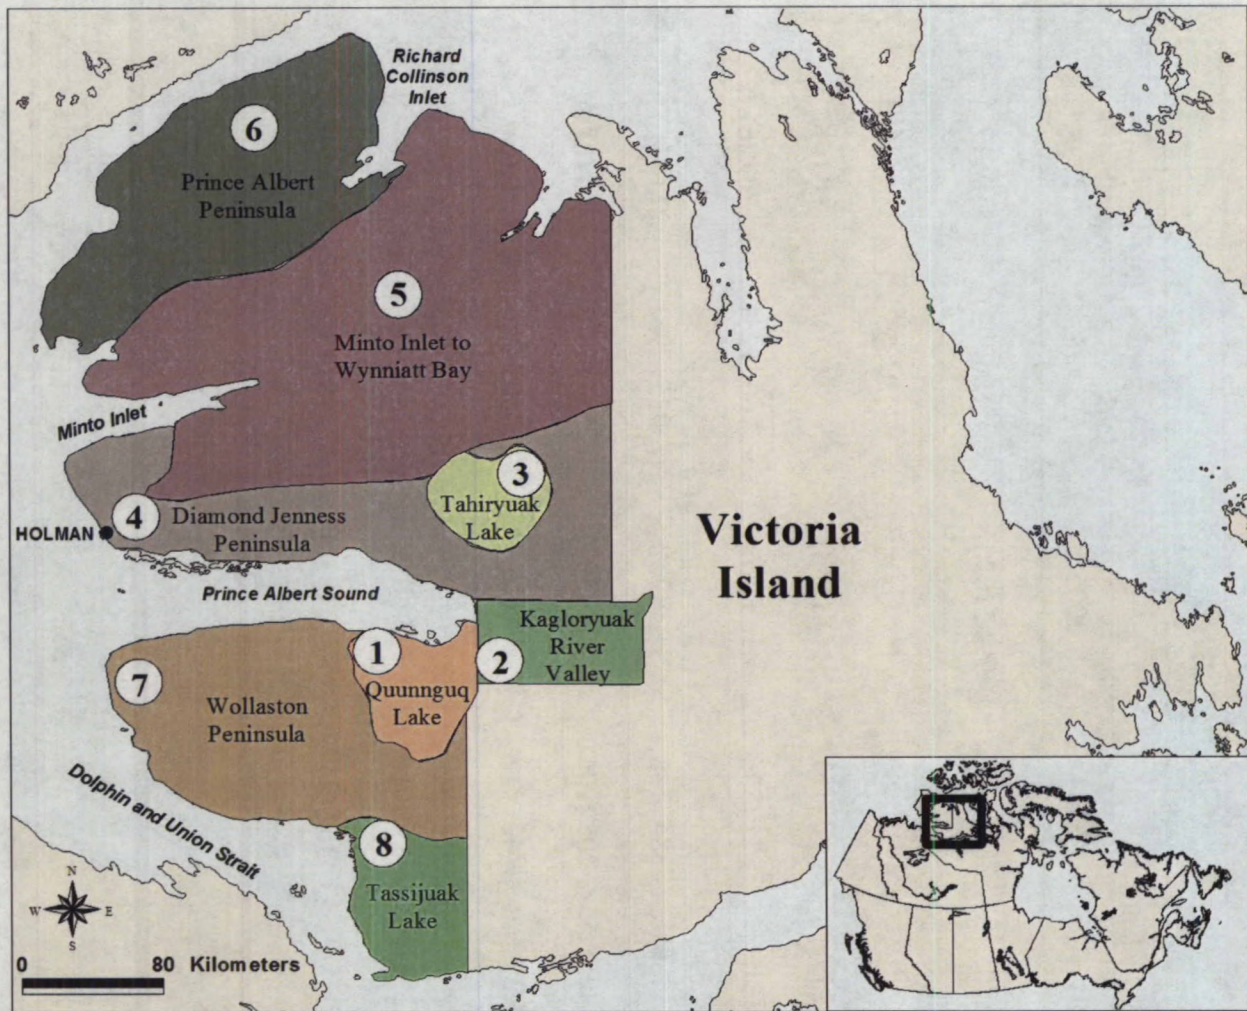 Richard
Collinson
Inlet
6
Prince Albert
Peninsula
5
Minto Inlet to
Wynniatt Bay
Minto Inlet
3
Tahiryuak
Lake
4
HOLMAN
Diamond Jenness
Peninsula
Victoria
Island
Prince Albert Sound
Kagloryuak
River
Valley
1
2
7
Quunnguq
Lake
Wollaston
Peninsula
Dolphin and Union Strait
8
Tassijuak
Lake
N
W E
S
0 80 Kilometers